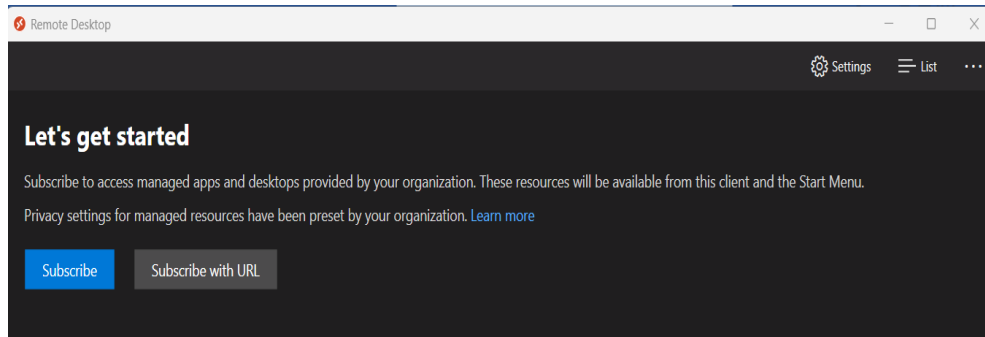 Remote Desktop
Settings
List
Let's get started
Subscribe to access managed apps and desktops provided by your organization. These resources will be available from this client and the Start Menu.
Privacy settings for managed resources have been preset by your organization. Learn more
Subscribe
Subscribe with URL